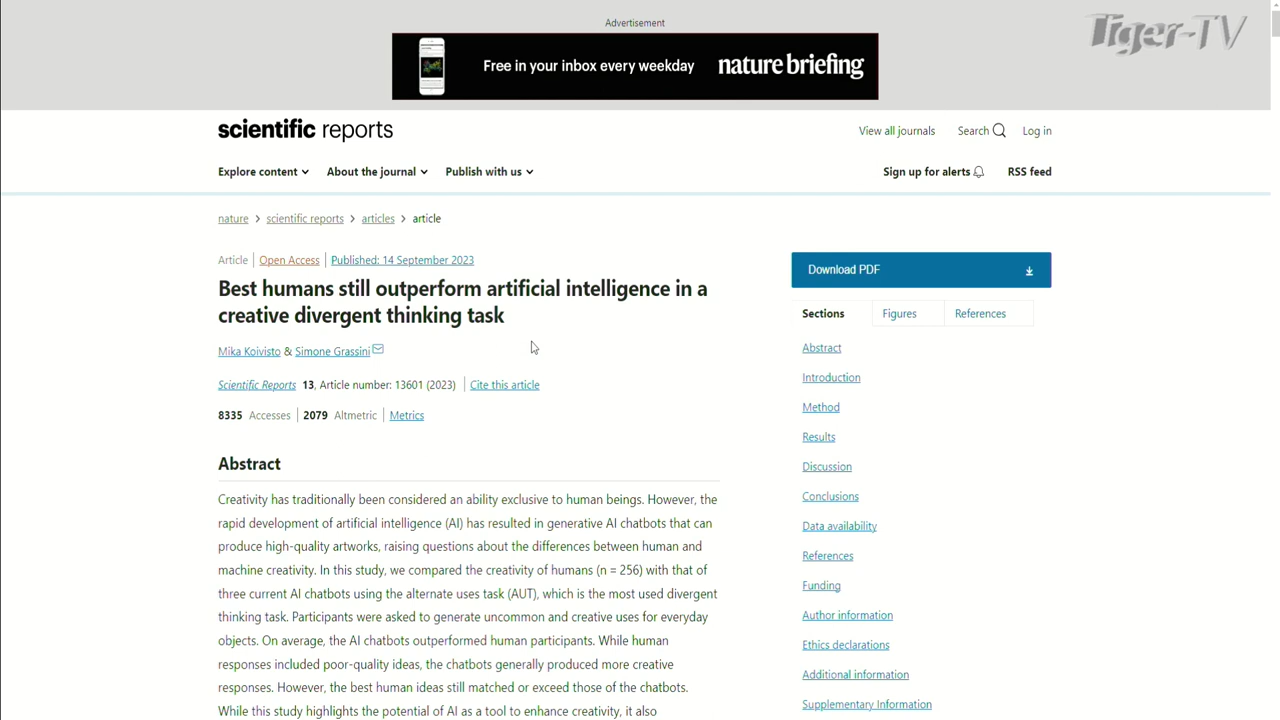 Advertisement
Tiger-TV
Free in your inbox every weekday
nature briefing
scientific reports
View all journals
Search
Log in
Explore content
About the journal
Publish with us
Sign up for alerts
RSS feed
nature > scientific reports > articles > article
Article | Open Access | Published: 14 September 2023
Best humans still outperform artificial intelligence in a
creative divergent thinking task
Mika Koivisto & Simone Grassini
Scientific Reports 13, Article number: 13601 (2023) | Cite this article
8335 Accesses | 2079 Altmetric | Metrics
Abstract
Creativity has traditionally been considered an ability exclusive to human beings. However, the
rapid development of artificial intelligence (AI) has resulted in generative AI chatbots that can
produce high-quality artworks, raising questions about the differences between human and
machine creativity. In this study, we compared the creativity of humans (n = 256) with that of
three current AI chatbots using the alternate uses task (AUT), which is the most used divergent
thinking task. Participants were asked to generate uncommon and creative uses for everyday
objects. On average, the AI chatbots outperformed human participants. While human
responses included poor-quality ideas, the chatbots generally produced more creative
responses. However, the best human ideas still matched or exceed those of the chatbots.
While this study highlights the potential of AI as a tool to enhance creativity, it also
Download PDF
Sections
Figures
References
Abstract
Introduction
Method
Results
Discussion
Conclusions
Data availability
References
Funding
Author information
Ethics declarations
Additional information
Supplementary Information